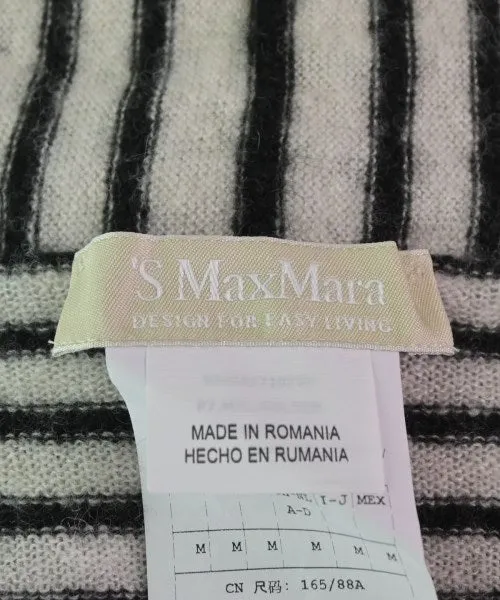 'S MaxMara
DESIGN FOR EASY LIVING
MADE IN ROMANIA
HECHO EN RUMANIA
I-J MEX
A-D
M M M M M M
CN 尺码: 165/88A